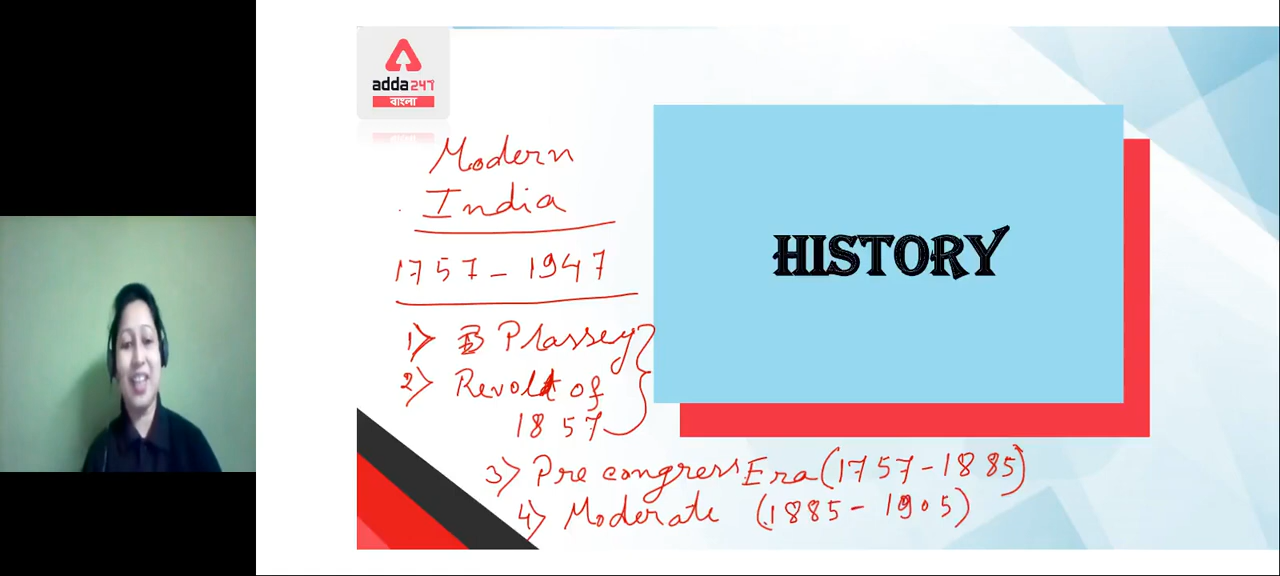 adda247
বাংলা
Modern
India
1757 - 1947
HISTORY
1) B Plassey
2) Revolt of
1857
3) Pre congress Era (1757 - 1885)
4) Moderate (1885 - 1905)